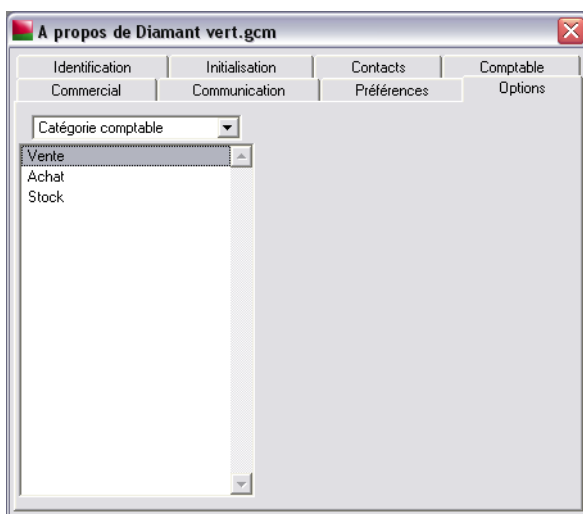 A propos de Diamant vert.gcm
Identification Initialisation Contacts Comptable
Commercial Communication Préférences Options
Catégorie comptable
Vente
Achat
Stock